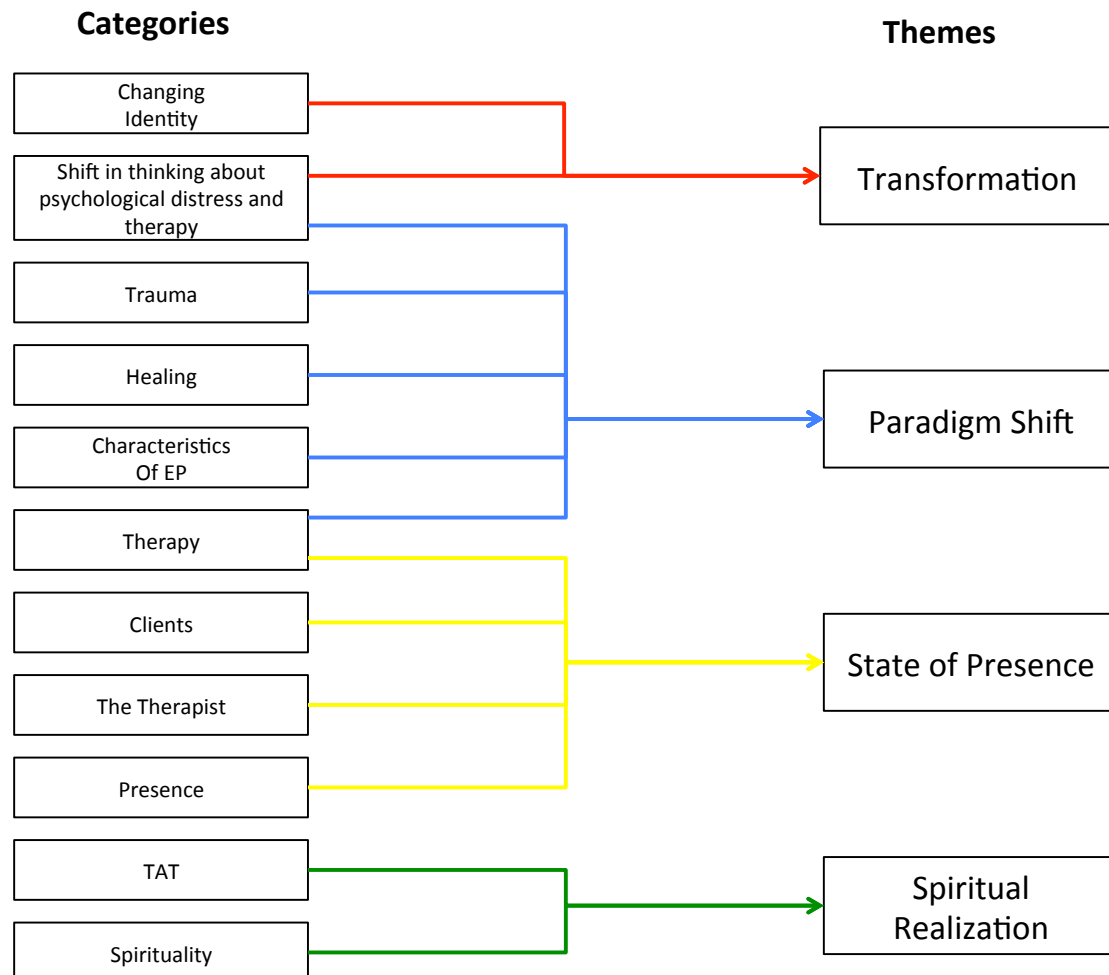 Categories
Themes
Changing
Identity
Shift in thinking about
psychological distress and
therapy
Trauma
Healing
Characteristics
Of EP
Therapy
Clients
The Therapist
Presence
TAT
Spirituality
Transformation
Paradigm Shift
State of Presence
Spiritual
Realization